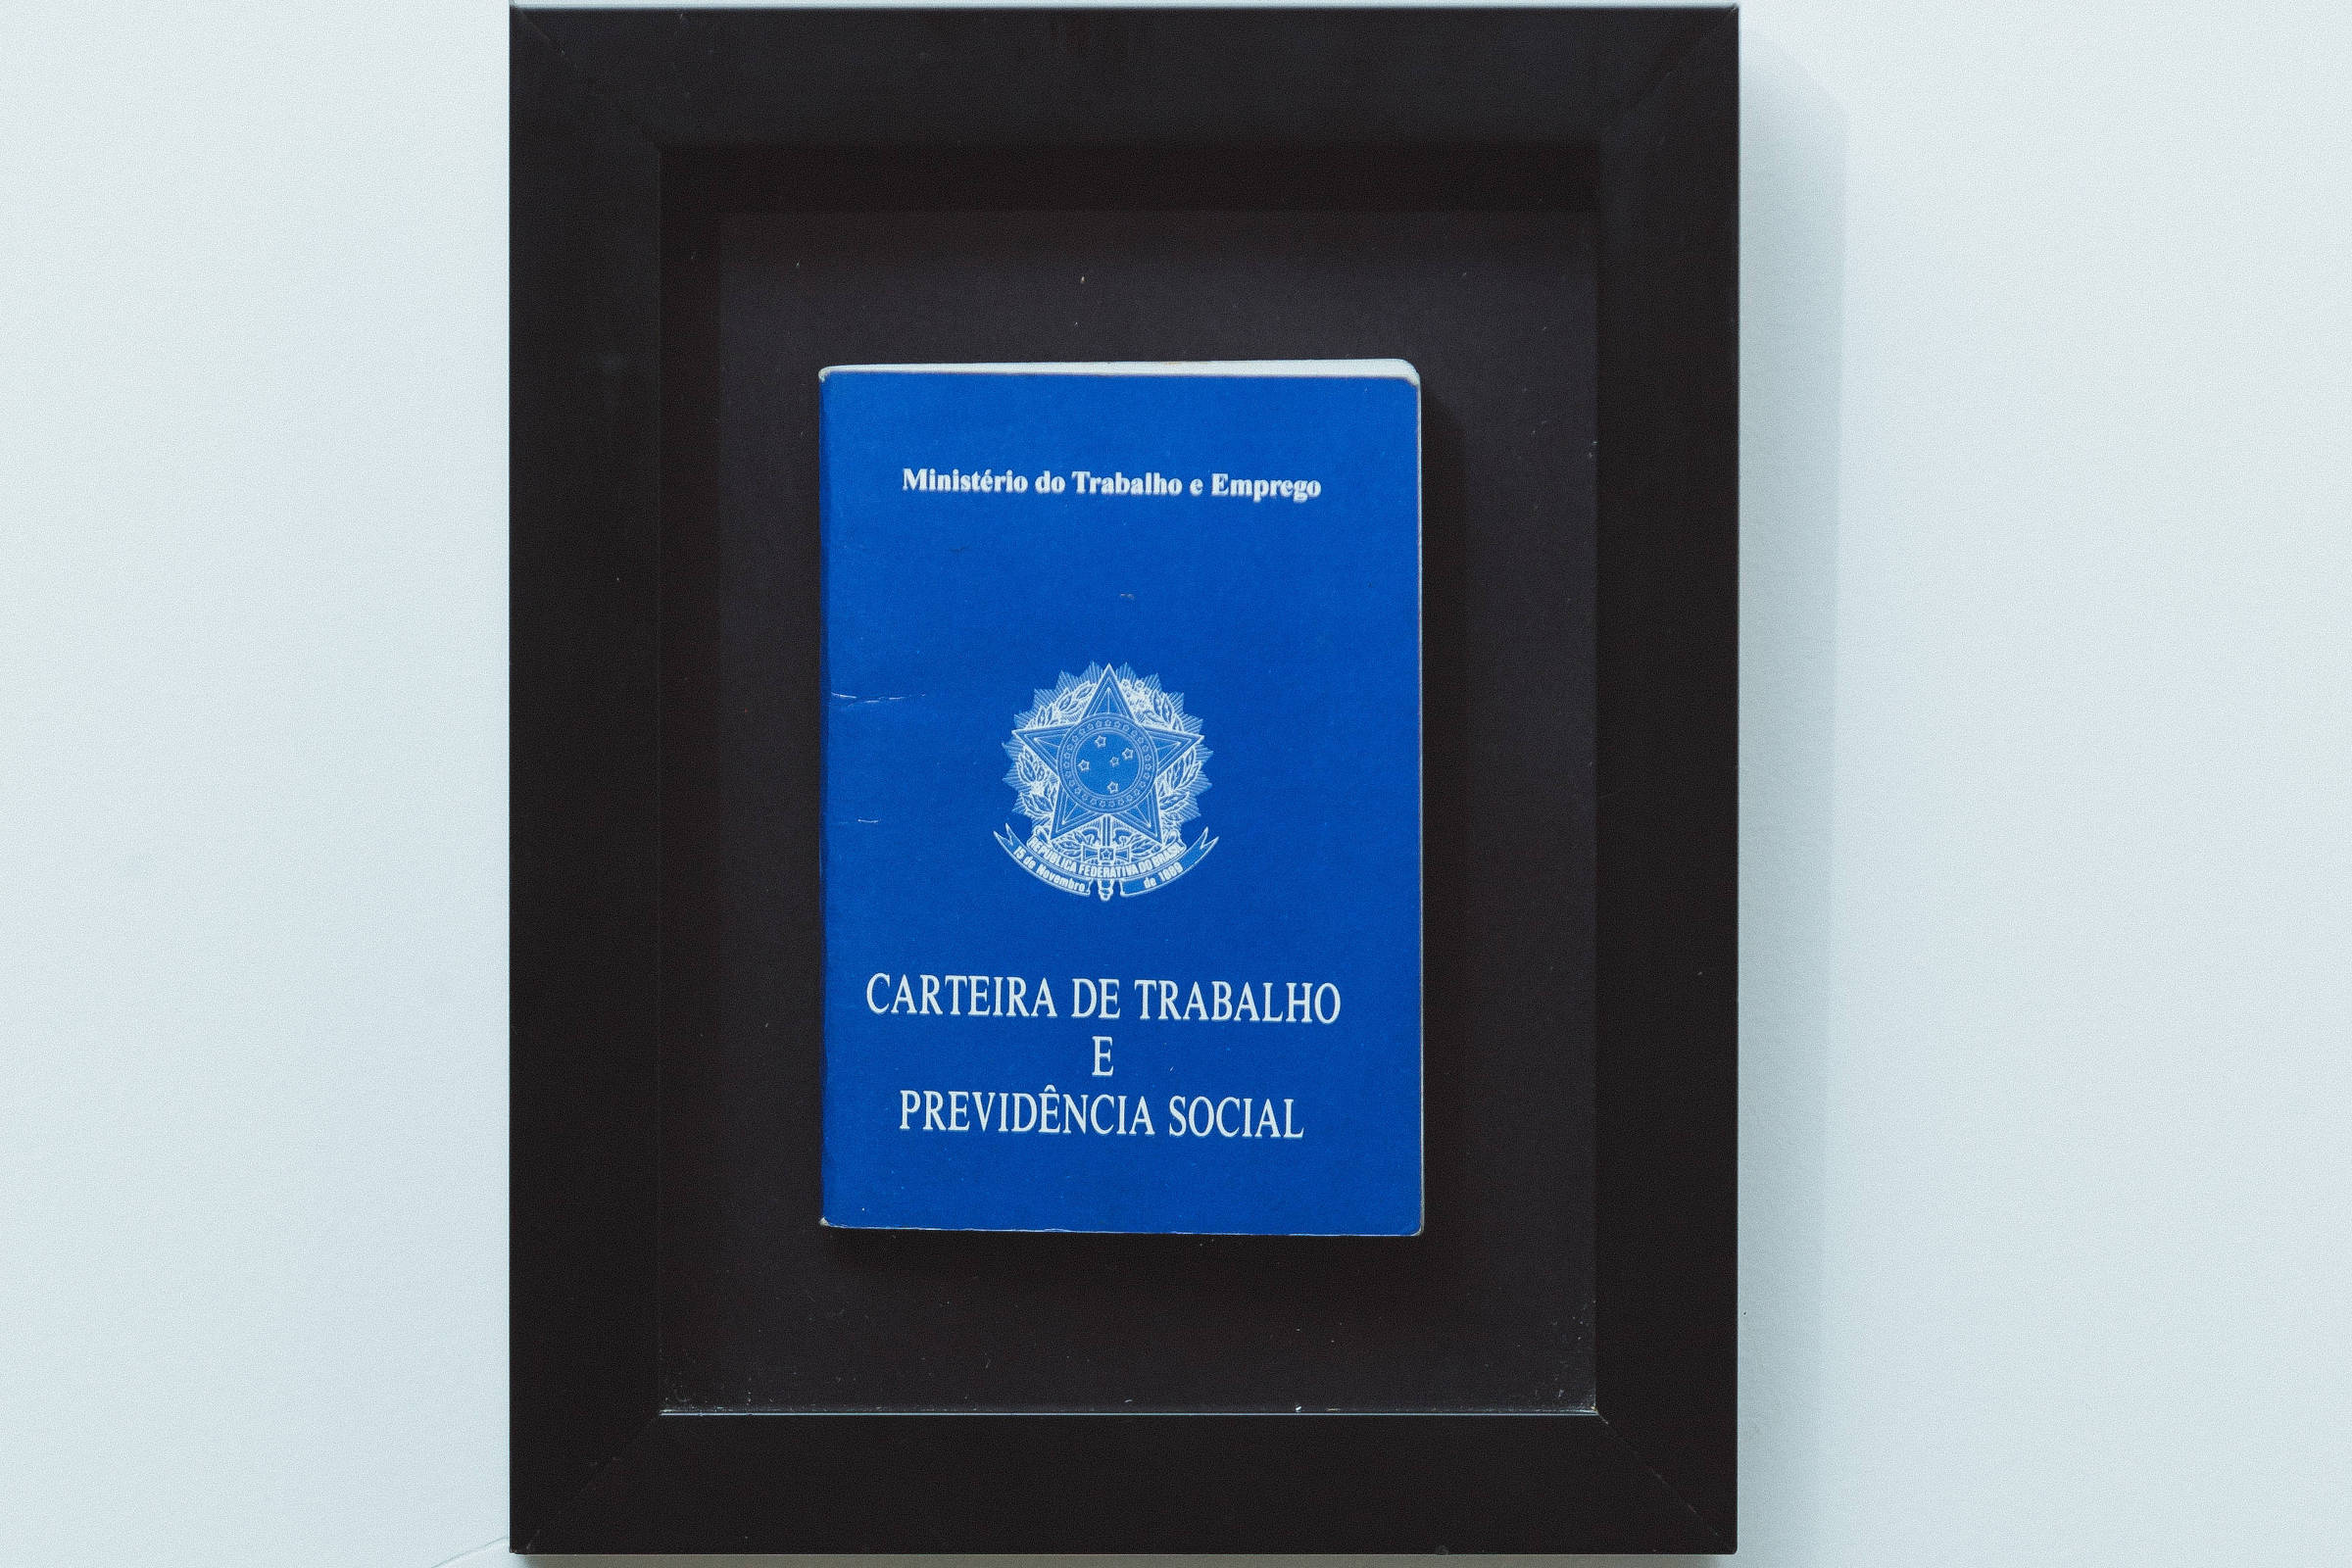 Ministério do Trabalho e Emprego
REPÚBLICA FEDERATIVA DO BRASIL
15 de Novembro de 1889
CARTEIRA DE TRABALHO
E
PREVIDÊNCIA SOCIAL